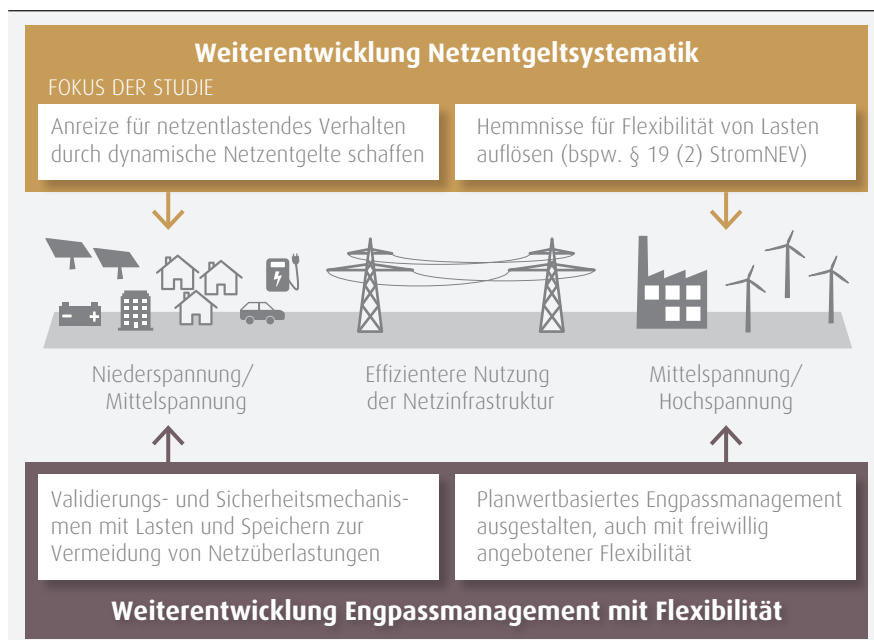 Weiterentwicklung Netzentgeltsystematik
FOKUS DER STUDIE
Anreize für netzentlastendes Verhalten
durch dynamische Netzentgelte schaffen
Hemmnisse für Flexibilität von Lasten
auflösen (bspw. § 19 (2) StromNEV)
Niederspannung/
Mittelspannung
Effizientere Nutzung
der Netzinfrastruktur
Mittelspannung/
Hochspannung
Validierungs- und Sicherheitsmechanis-
men mit Lasten und Speichern zur
Vermeidung von Netzüberlastungen
Planwertbasiertes Engpassmanagement
ausgestalten, auch mit freiwillig
angebotener Flexibilität
Weiterentwicklung Engpassmanagement mit Flexibilität